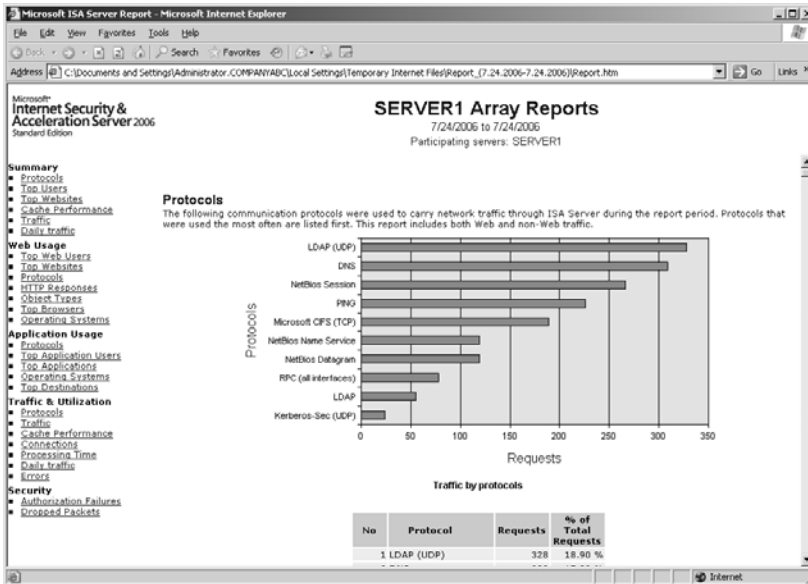 Microsoft ISA Server Report - Microsoft Internet Explorer
File Edit View Favorites Tools Help
Back Search Favorites
Address C:\Documents and Settings\Administrator.COMPANYABC\Local Settings\Temporary Internet Files\Report_(7.24.2006-7.24.2006)\Report.htm Go Links
Microsoft
Internet Security &
Acceleration Server 2006
Standard Edition
SERVER1 Array Reports
7/24/2006 to 7/24/2006
Participating servers: SERVER1
Summary
Protocols
Top Users
Top Websites
Cache Performance
Traffic
Daily traffic
Web Usage
Top Web Users
Top Websites
Protocols
HTTP Responses
Object Types
Top Browsers
Operating Systems
Application Usage
Protocols
Top Application Users
Top Applications
Operating Systems
Top Destinations
Traffic & Utilization
Protocols
Traffic
Cache Performance
Connections
Processing Time
Daily traffic
Errors
Security
Authorization Failures
Dropped Packets
Protocols
The following communication protocols were used to carry network traffic through ISA Server during the report period. Protocols that
were used the most often are listed first. This report includes both Web and non-Web traffic.
Protocols
LDAP (UDP)
DNS
NetBios Session
PING
Microsoft CIFS (TCP)
NetBios Name Service
NetBios Datagram
RPC (all interfaces)
LDAP
Kerberos-Sec (UDP)
0 50 100 150 200 250 300 350
Requests
Traffic by protocols
No Protocol Requests % of Total Requests
1 LDAP (UDP) 328 18.90 %
Internet